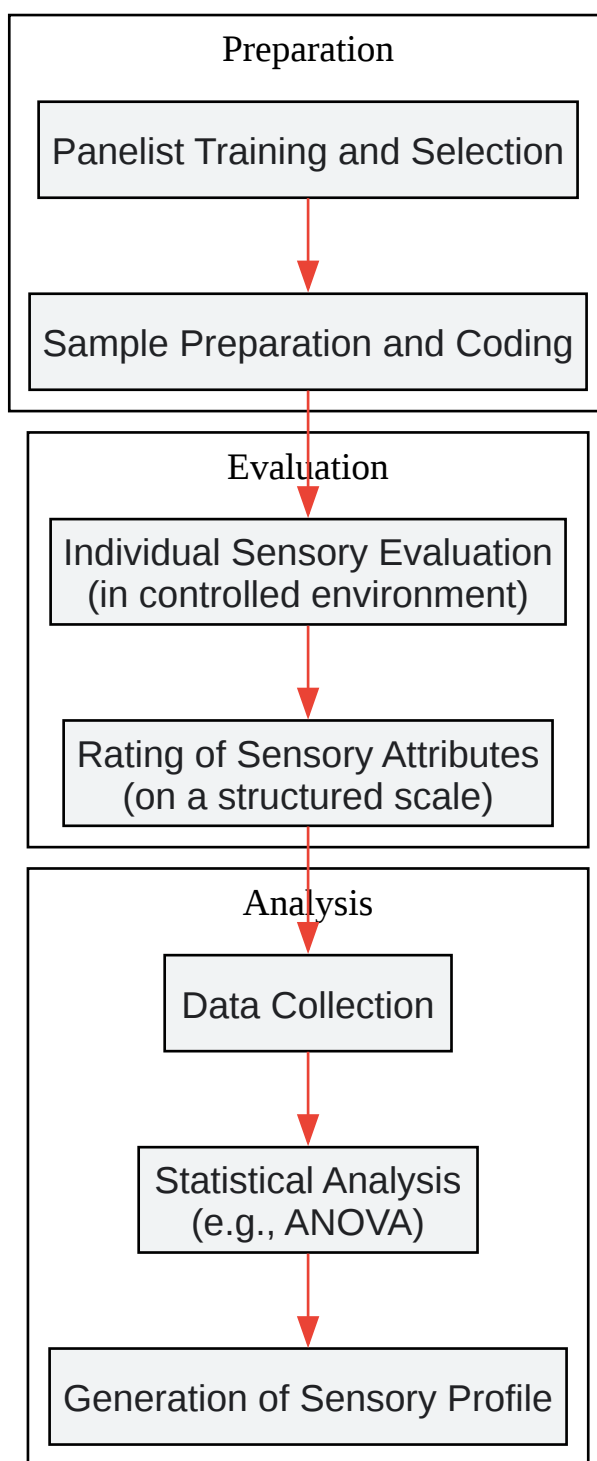 Preparation
Panelist Training and Selection
Sample Preparation and Coding
Evaluation
Individual Sensory Evaluation
(in controlled environment)
Rating of Sensory Attributes
(on a structured scale)
Analysis
Data Collection
Statistical Analysis
(e.g., ANOVA)
Generation of Sensory Profile